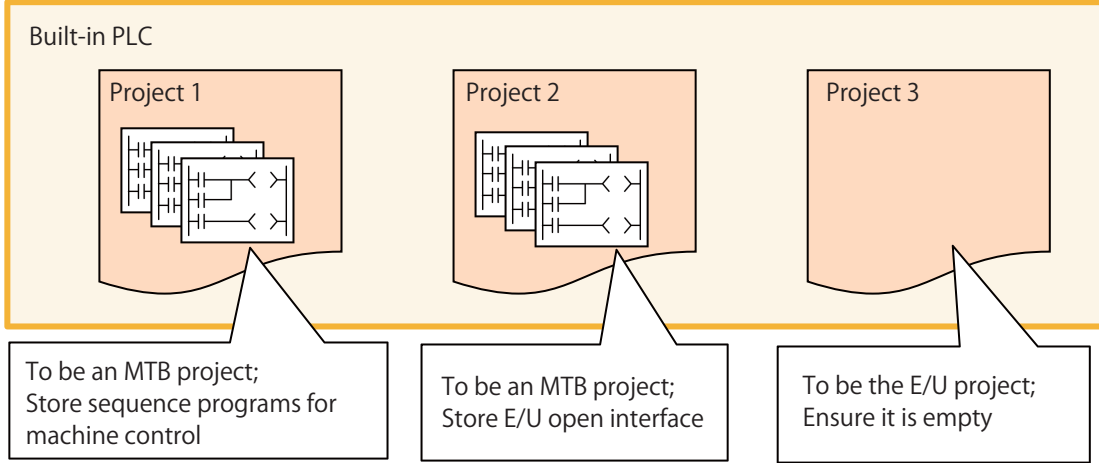 Built-in PLC
Project 1
Project 2
Project 3
To be an MTB project;
Store sequence programs for
machine control
To be an MTB project;
Store E/U open interface
To be the E/U project;
Ensure it is empty